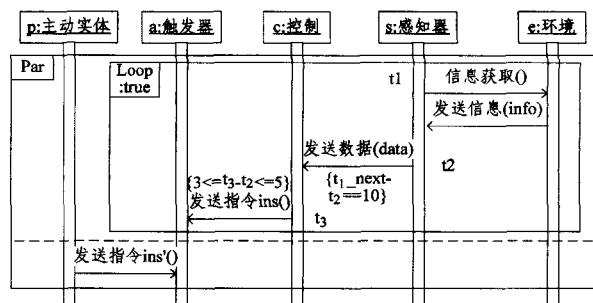 p:主动实体 a:触发器 c:控制 s:感知器 e:环境
Par
Loop
:true
t1
信息获取()
发送信息(info)
发送数据(data)
t2
{3<=t3-t2<=5}
{t1_next-
t2==10}
发送指令ins()
t3
发送指令ins'()